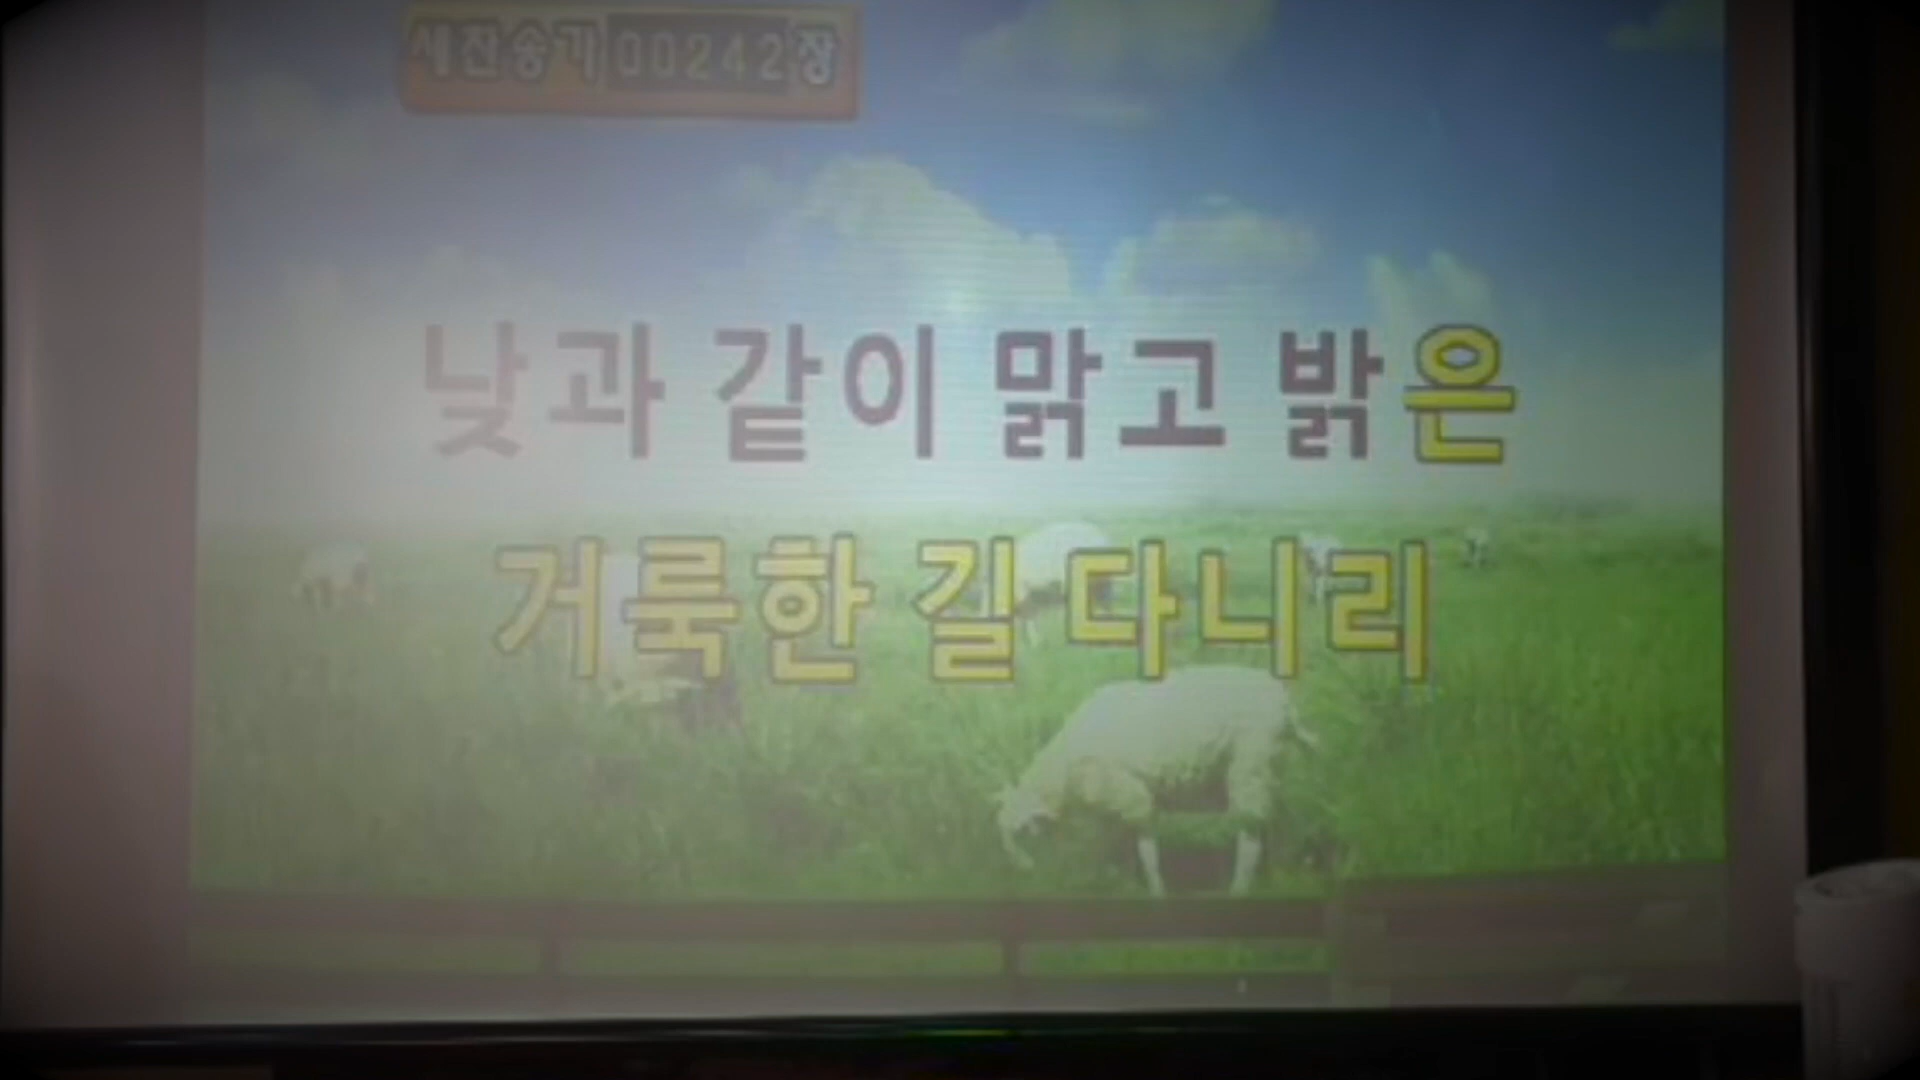 새찬송가 00242장
낮과 같이 맑고 밝은
거룩한 길 다니리